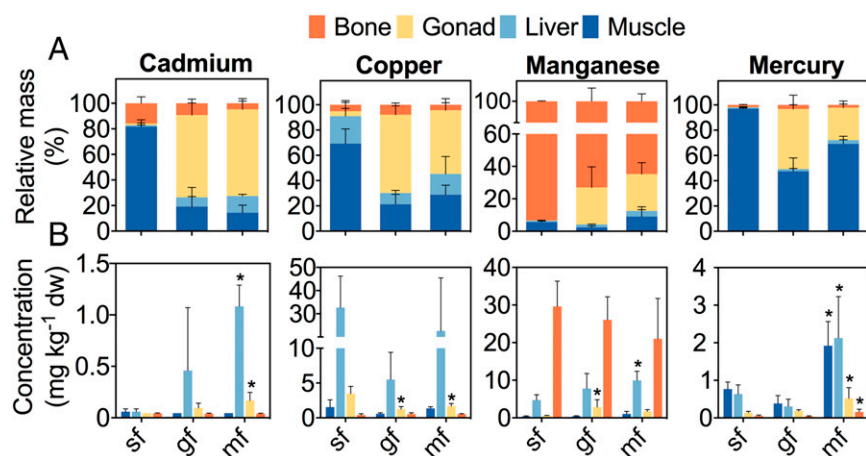 Bone Gonad Liver Muscle
A
Cadmium Copper Manganese Mercury
Relative mass (%)
100 80 60 40 20 0
100 80 60 40 20 0
100 60 40 20 0
100 80 60 40 20 0
B
Concentration (mg kg-1 dw)
1.5 1.0 0.5 0
50 40 30 20 10 5 0
40 30 20 10 0
4 3 2 1 0
* *
* *
* *
* * * *
sf gf mf sf gf mf sf gf mf sf gf mf